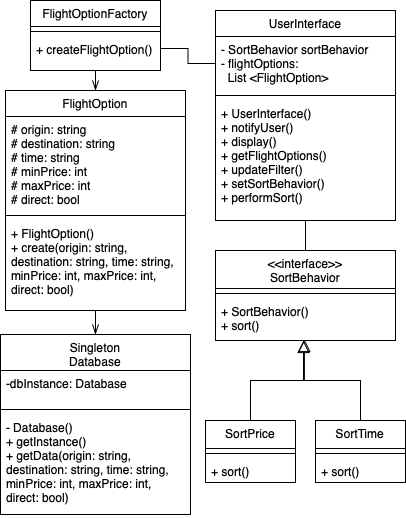 FlightOptionFactory
+ createFlightOption()
UserInterface
- SortBehavior sortBehavior
- flightOptions:
List <FlightOption>
+ UserInterface()
+ notifyUser()
+ display()
+ getFlightOptions()
+ updateFilter()
+ setSortBehavior()
+ performSort()
FlightOption
# origin: string
# destination: string
# time: string
# minPrice: int
# maxPrice: int
# direct: bool
+ FlightOption()
+ create(origin: string,
destination: string, time: string,
minPrice: int, maxPrice: int,
direct: bool)
<<interface>>
SortBehavior
+ SortBehavior()
+ sort()
Singleton
Database
-dbInstance: Database
- Database()
+ getInstance()
+ getData(origin: string,
destination: string, time: string,
minPrice: int, maxPrice: int,
direct: bool)
SortPrice
+ sort()
SortTime
+ sort()